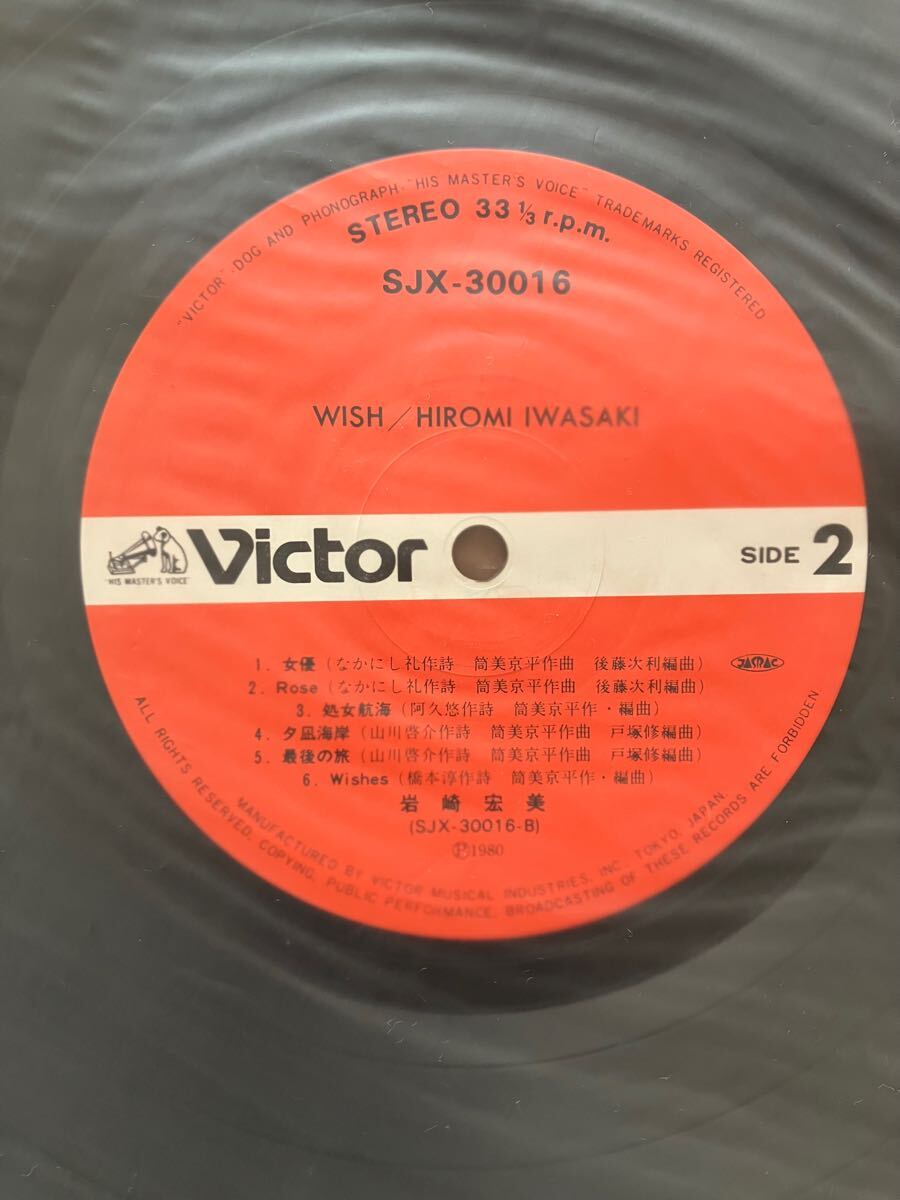 "VICTOR" "DOG AND PHONOGRAPH" "HIS MASTER'S VOICE" TRADEMARKS REGISTERED
STEREO 33 1/3 r.p.m.
SJX-30016
WISH/HIROMI IWASAKI
"HIS MASTER'S VOICE"
Victor
SIDE 2
1. 女優(なかにし礼作詩 筒美京平作曲 後藤次利編曲)
JASRAC
2. Rose(なかにし礼作詩 筒美京平作曲 後藤次利編曲)
3. 処女航海(阿久悠作詩 筒美京平作・編曲)
4. 夕凪海岸(山川啓介作詩 筒美京平作曲 戸塚修編曲)
5. 最後の旅(山川啓介作詩 筒美京平作曲 戸塚修編曲)
6. Wishes(橋本淳作詩 筒美京平作・編曲)
岩崎宏美
(SJX-30016-B)
Ⓟ1980
MANUFACTURED BY VICTOR MUSICAL INDUSTRIES, INC. TOKYO, JAPAN
ALL RIGHTS RESERVED. COPYING, PUBLIC PERFORMANCE, BROADCASTING OF THESE RECORDS ARE FORBIDDEN